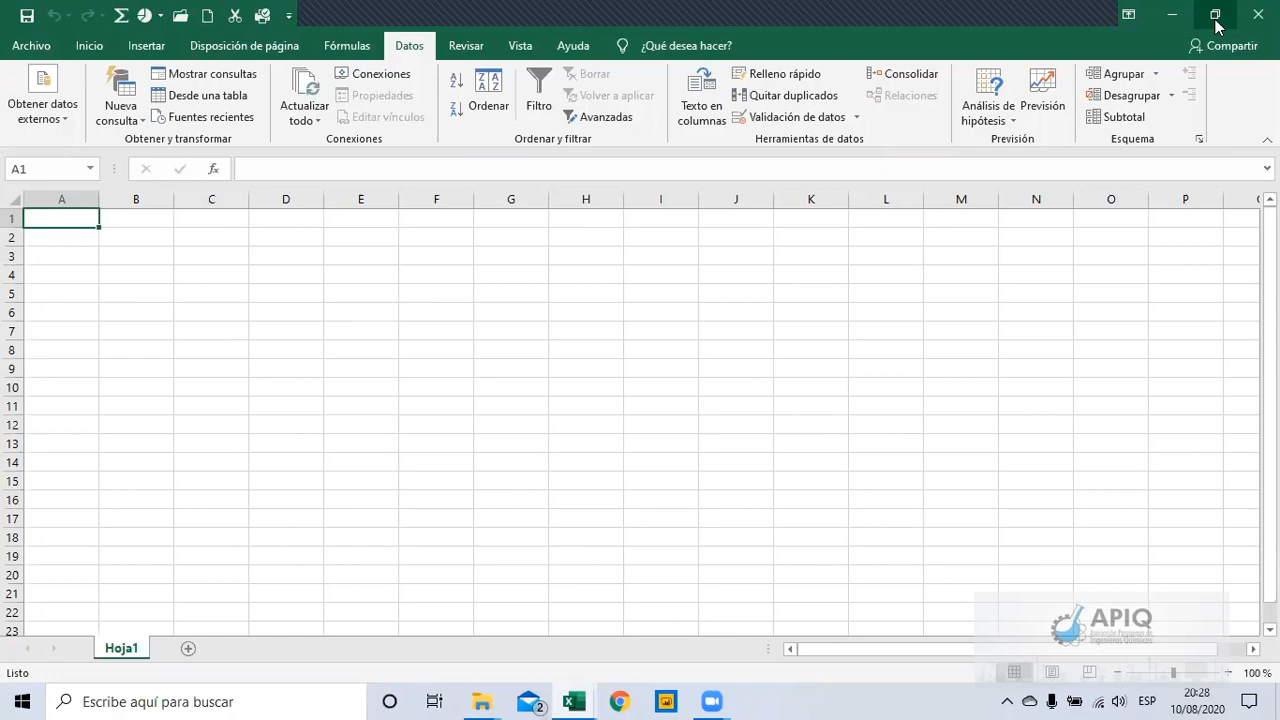 Archivo Inicio Insertar Disposición de página Fórmulas Datos Revisar Vista Ayuda ¿Qué desea hacer? Compartir
Obtener datos externos
Nueva consulta
Mostrar consultas
Desde una tabla
Fuentes recientes
Obtener y transformar
Actualizar todo
Conexiones
Propiedades
Editar vínculos
Conexiones
Ordenar
Filtro
Borrar
Volver a aplicar
Avanzadas
Ordenar y filtrar
Texto en columnas
Relleno rápido
Quitar duplicados
Validación de datos
Consolidar
Relaciones
Herramientas de datos
Análisis de hipótesis
Previsión
Previsión
Agrupar
Desagrupar
Subtotal
Esquema
A1 fx
A B C D E F G H I J K L M N O P
1
2
3
4
5
6
7
8
9
10
11
12
13
14
15
16
17
18
19
20
21
22
23
APIQ
Hoja1
Listo 100 %
Escribe aquí para buscar
2
ESP
20:28
10/08/2020